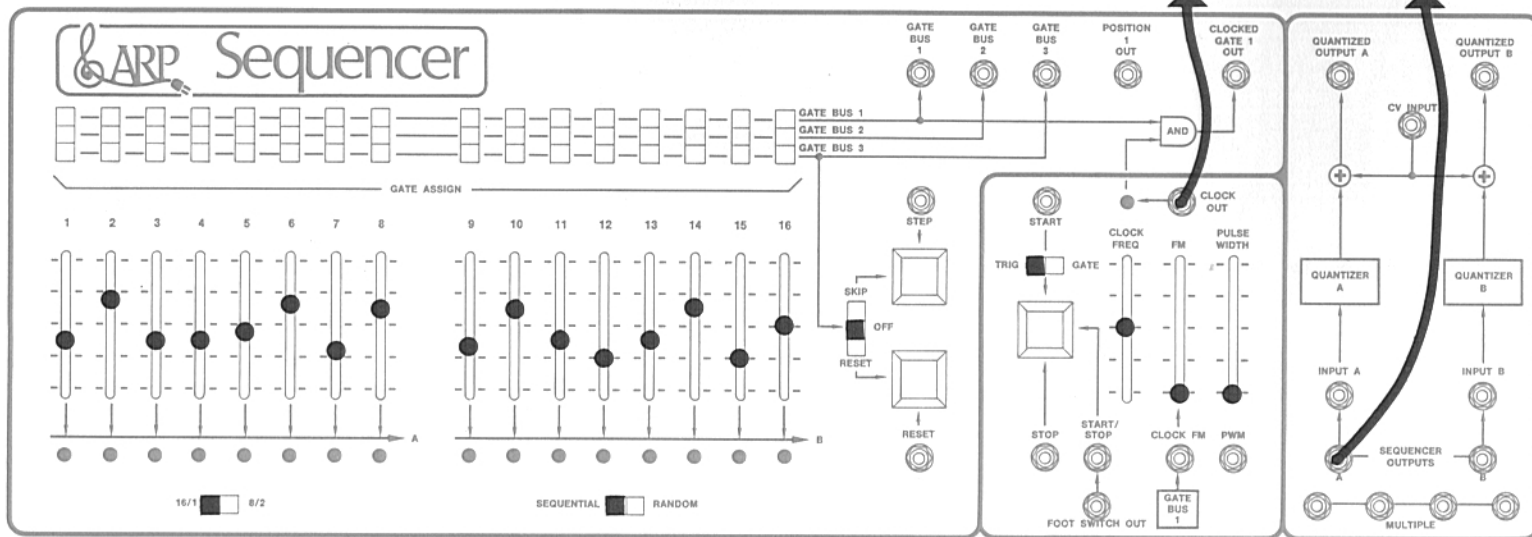 ARP Sequencer
GATE BUS 1
GATE BUS 2
GATE BUS 3
POSITION 1 OUT
CLOCKED GATE 1 OUT
GATE BUS 1
GATE BUS 2
GATE BUS 3
AND
GATE ASSIGN
1 2 3 4 5 6 7 8
9 10 11 12 13 14 15 16
A
B
16/1 8/2
SEQUENTIAL RANDOM
STEP
SKIP
OFF
RESET
RESET
START
CLOCK OUT
TRIG GATE
CLOCK FREQ
FM
PULSE WIDTH
STOP
START/STOP
CLOCK FM
PWM
FOOT SWITCH OUT
GATE BUS 1
QUANTIZED OUTPUT A
QUANTIZED OUTPUT B
CV INPUT
QUANTIZER A
QUANTIZER B
INPUT A
INPUT B
SEQUENCER OUTPUTS
A
B
MULTIPLE